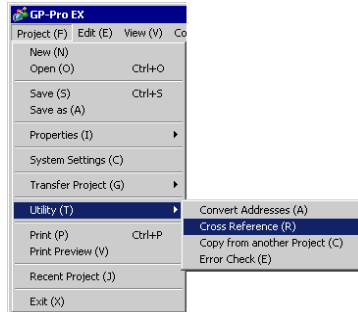 GP-Pro EX
Project (F) Edit (E) View (V) Co
New (N)
Open (O) Ctrl+O
Save (S) Ctrl+S
Save as (A)
Properties (I)
System Settings (C)
Transfer Project (G)
Utility (T)
Convert Addresses (A)
Cross Reference (R)
Copy from another Project (C)
Error Check (E)
Print (P) Ctrl+P
Print Preview (V)
Recent Project (J)
Exit (X)